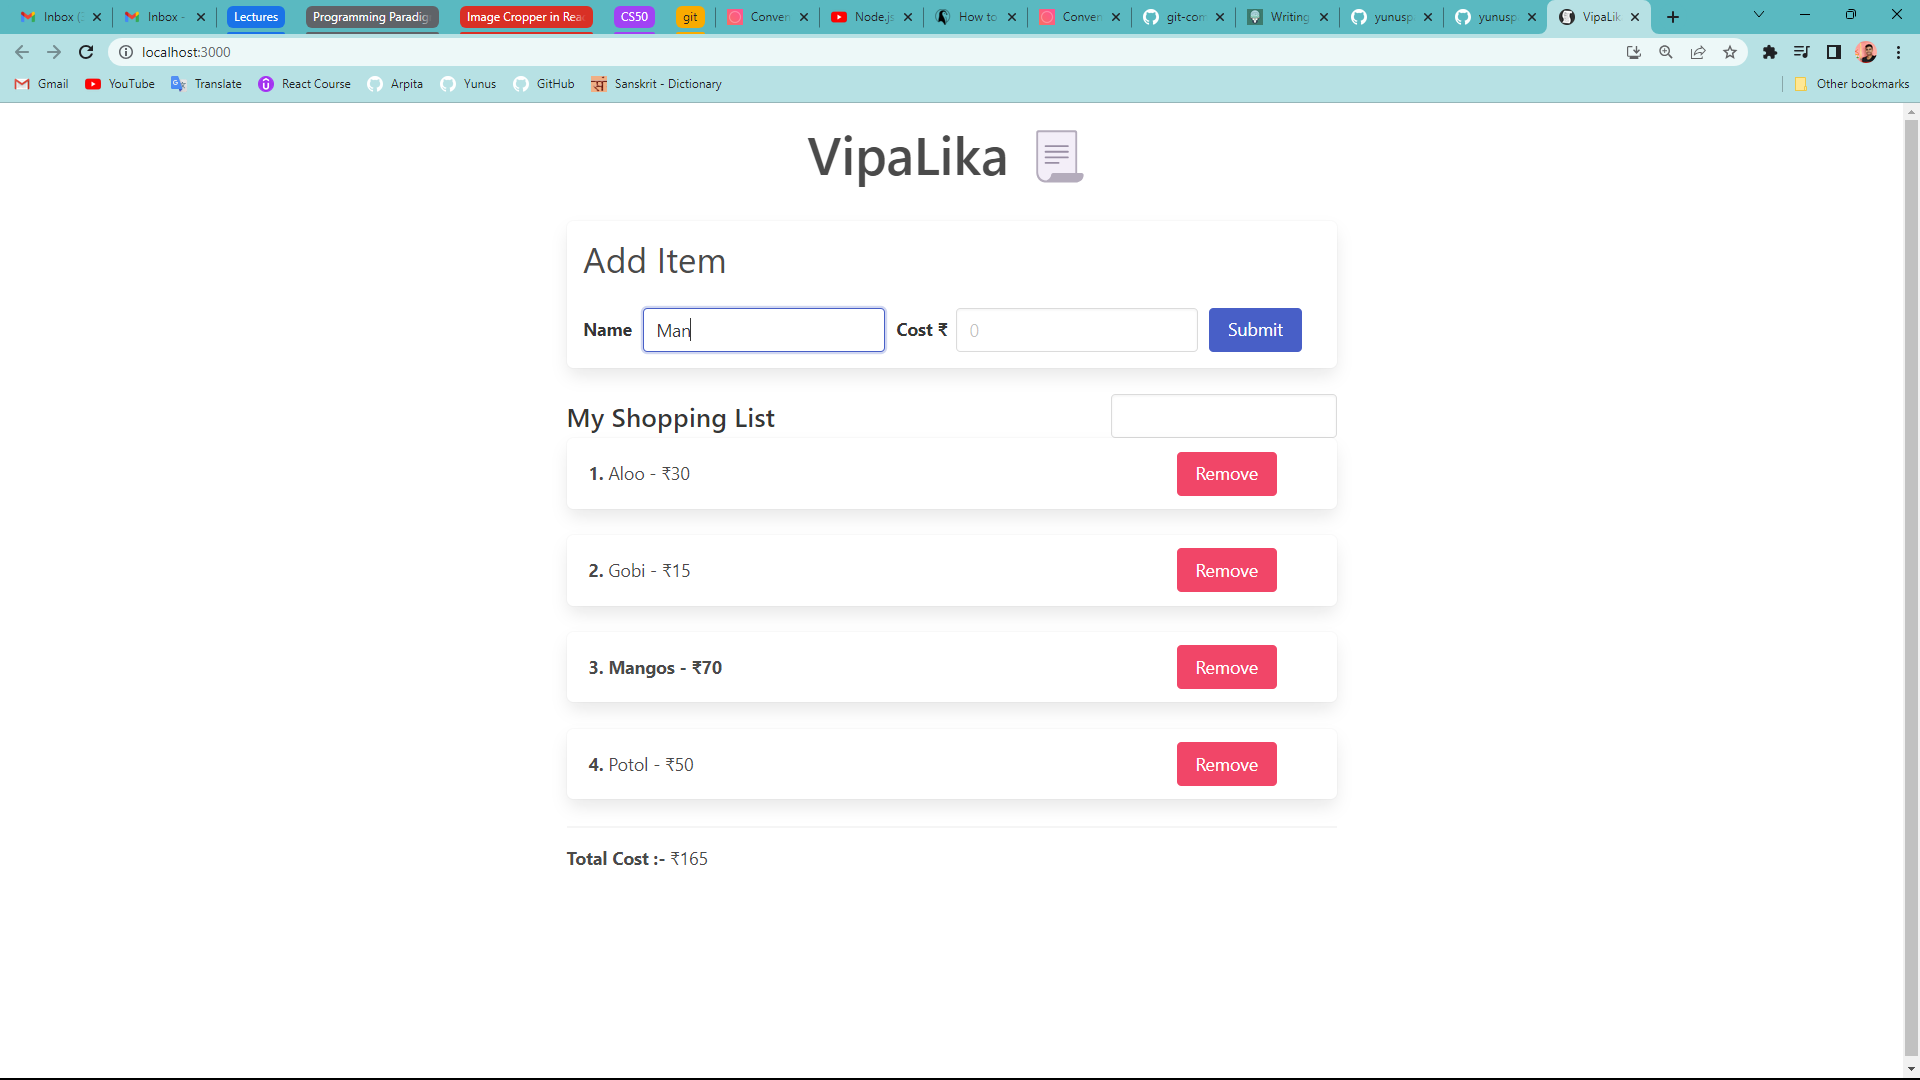 Inbox (
Inbox -
Lectures
Programming Paradig
Image Cropper in Rea
CS50
git
Conven
Node.js
How to
Conven
git-com
Writing
yunusp
yunusp
VipaLik
localhost:3000
Gmail
YouTube
Translate
React Course
Arpita
Yunus
GitHub
Sanskrit - Dictionary
Other bookmarks
VipaLika
Add Item
Name
Man
Cost ₹
0
Submit
My Shopping List
1. Aloo - ₹30
Remove
2. Gobi - ₹15
Remove
3. Mangos - ₹70
Remove
4. Potol - ₹50
Remove
Total Cost :- ₹165